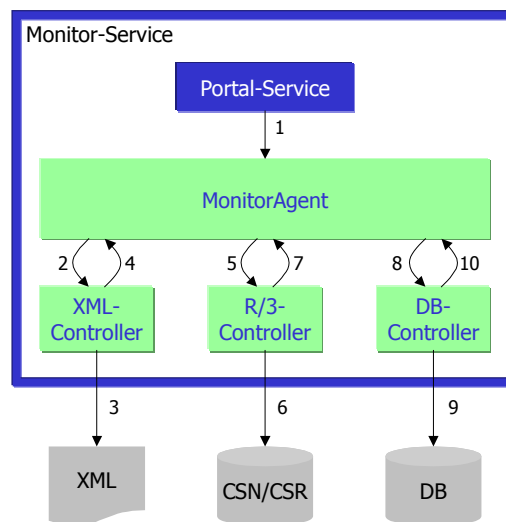 Monitor-Service
Portal-Service
1
MonitorAgent
2
4
5
7
8
10
XML-
Controller
R/3-
Controller
DB-
Controller
3
6
9
XML
CSN/CSR
DB